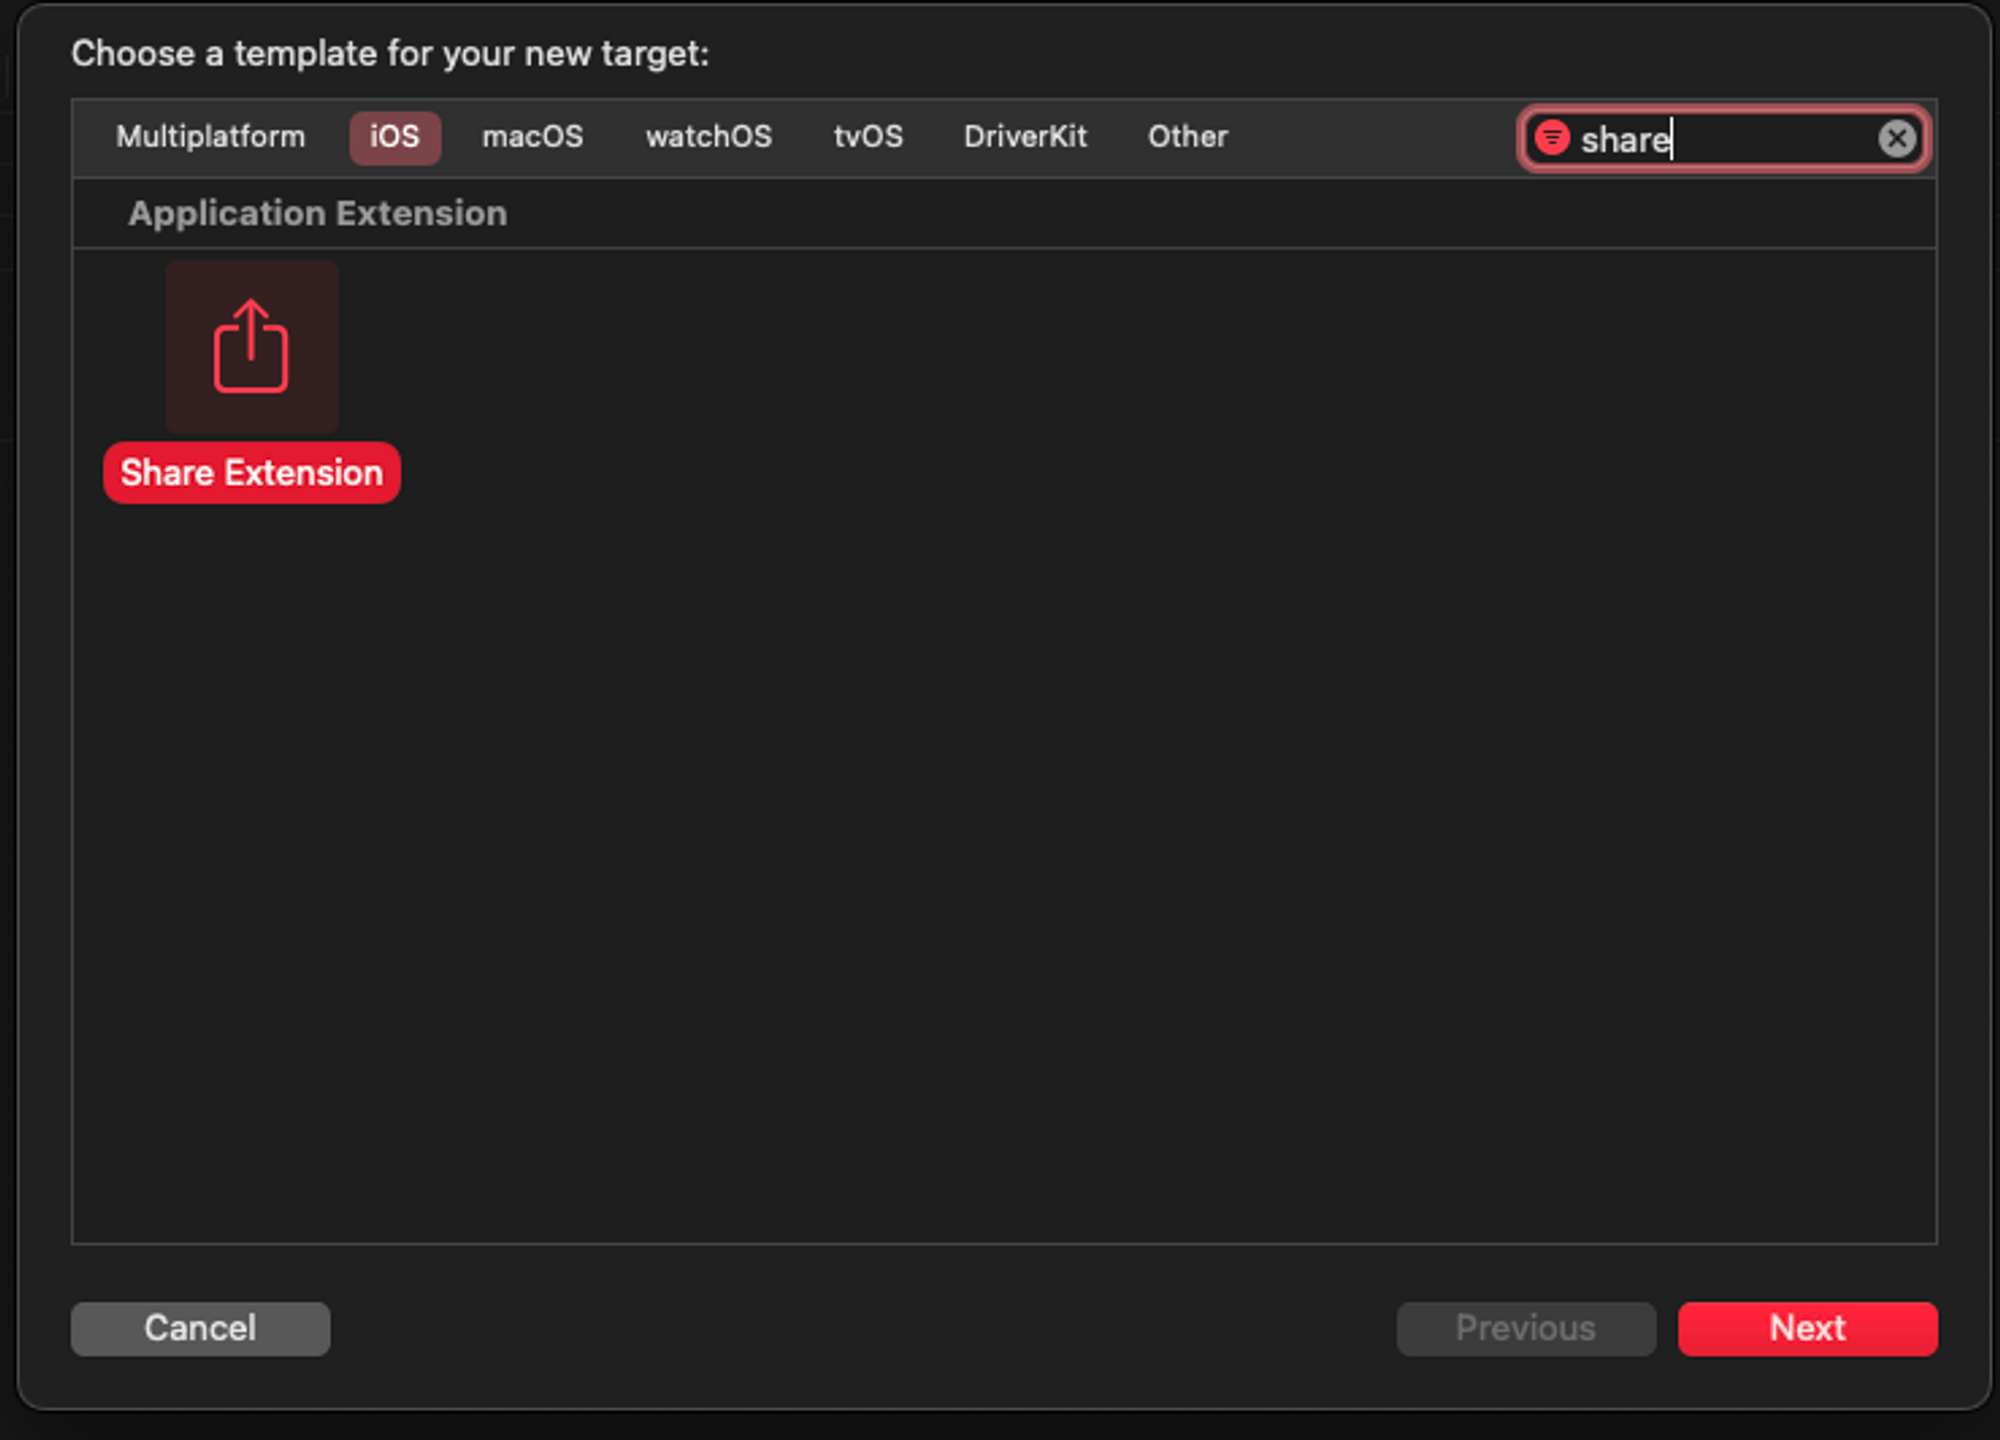 Choose a template for your new target:
Multiplatform iOS macOS watchOS tvOS DriverKit Other share
Application Extension
Share Extension
Cancel Previous Next